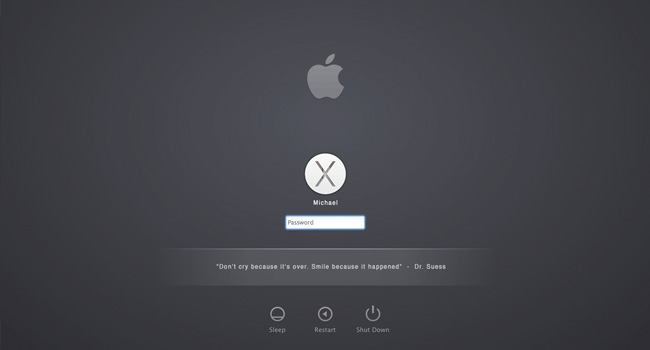 X
Michael
Password
"Don't cry because it's over. Smile because it happened" - Dr. Suess
Sleep
Restart
Shut Down